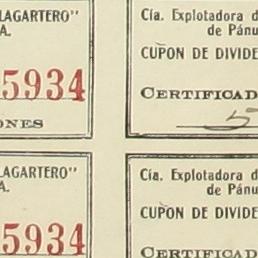 LAGARTERO"
A.
5934
ONES
Cía. Explotadora d
de Pánu
CUPON DE DIVIDE
CERTIFICAD
LAGARTERO"
A.
5934
Cía. Explotadora d
de Pánu
CUPÓN DE DIVIDE
CERTIFICAD